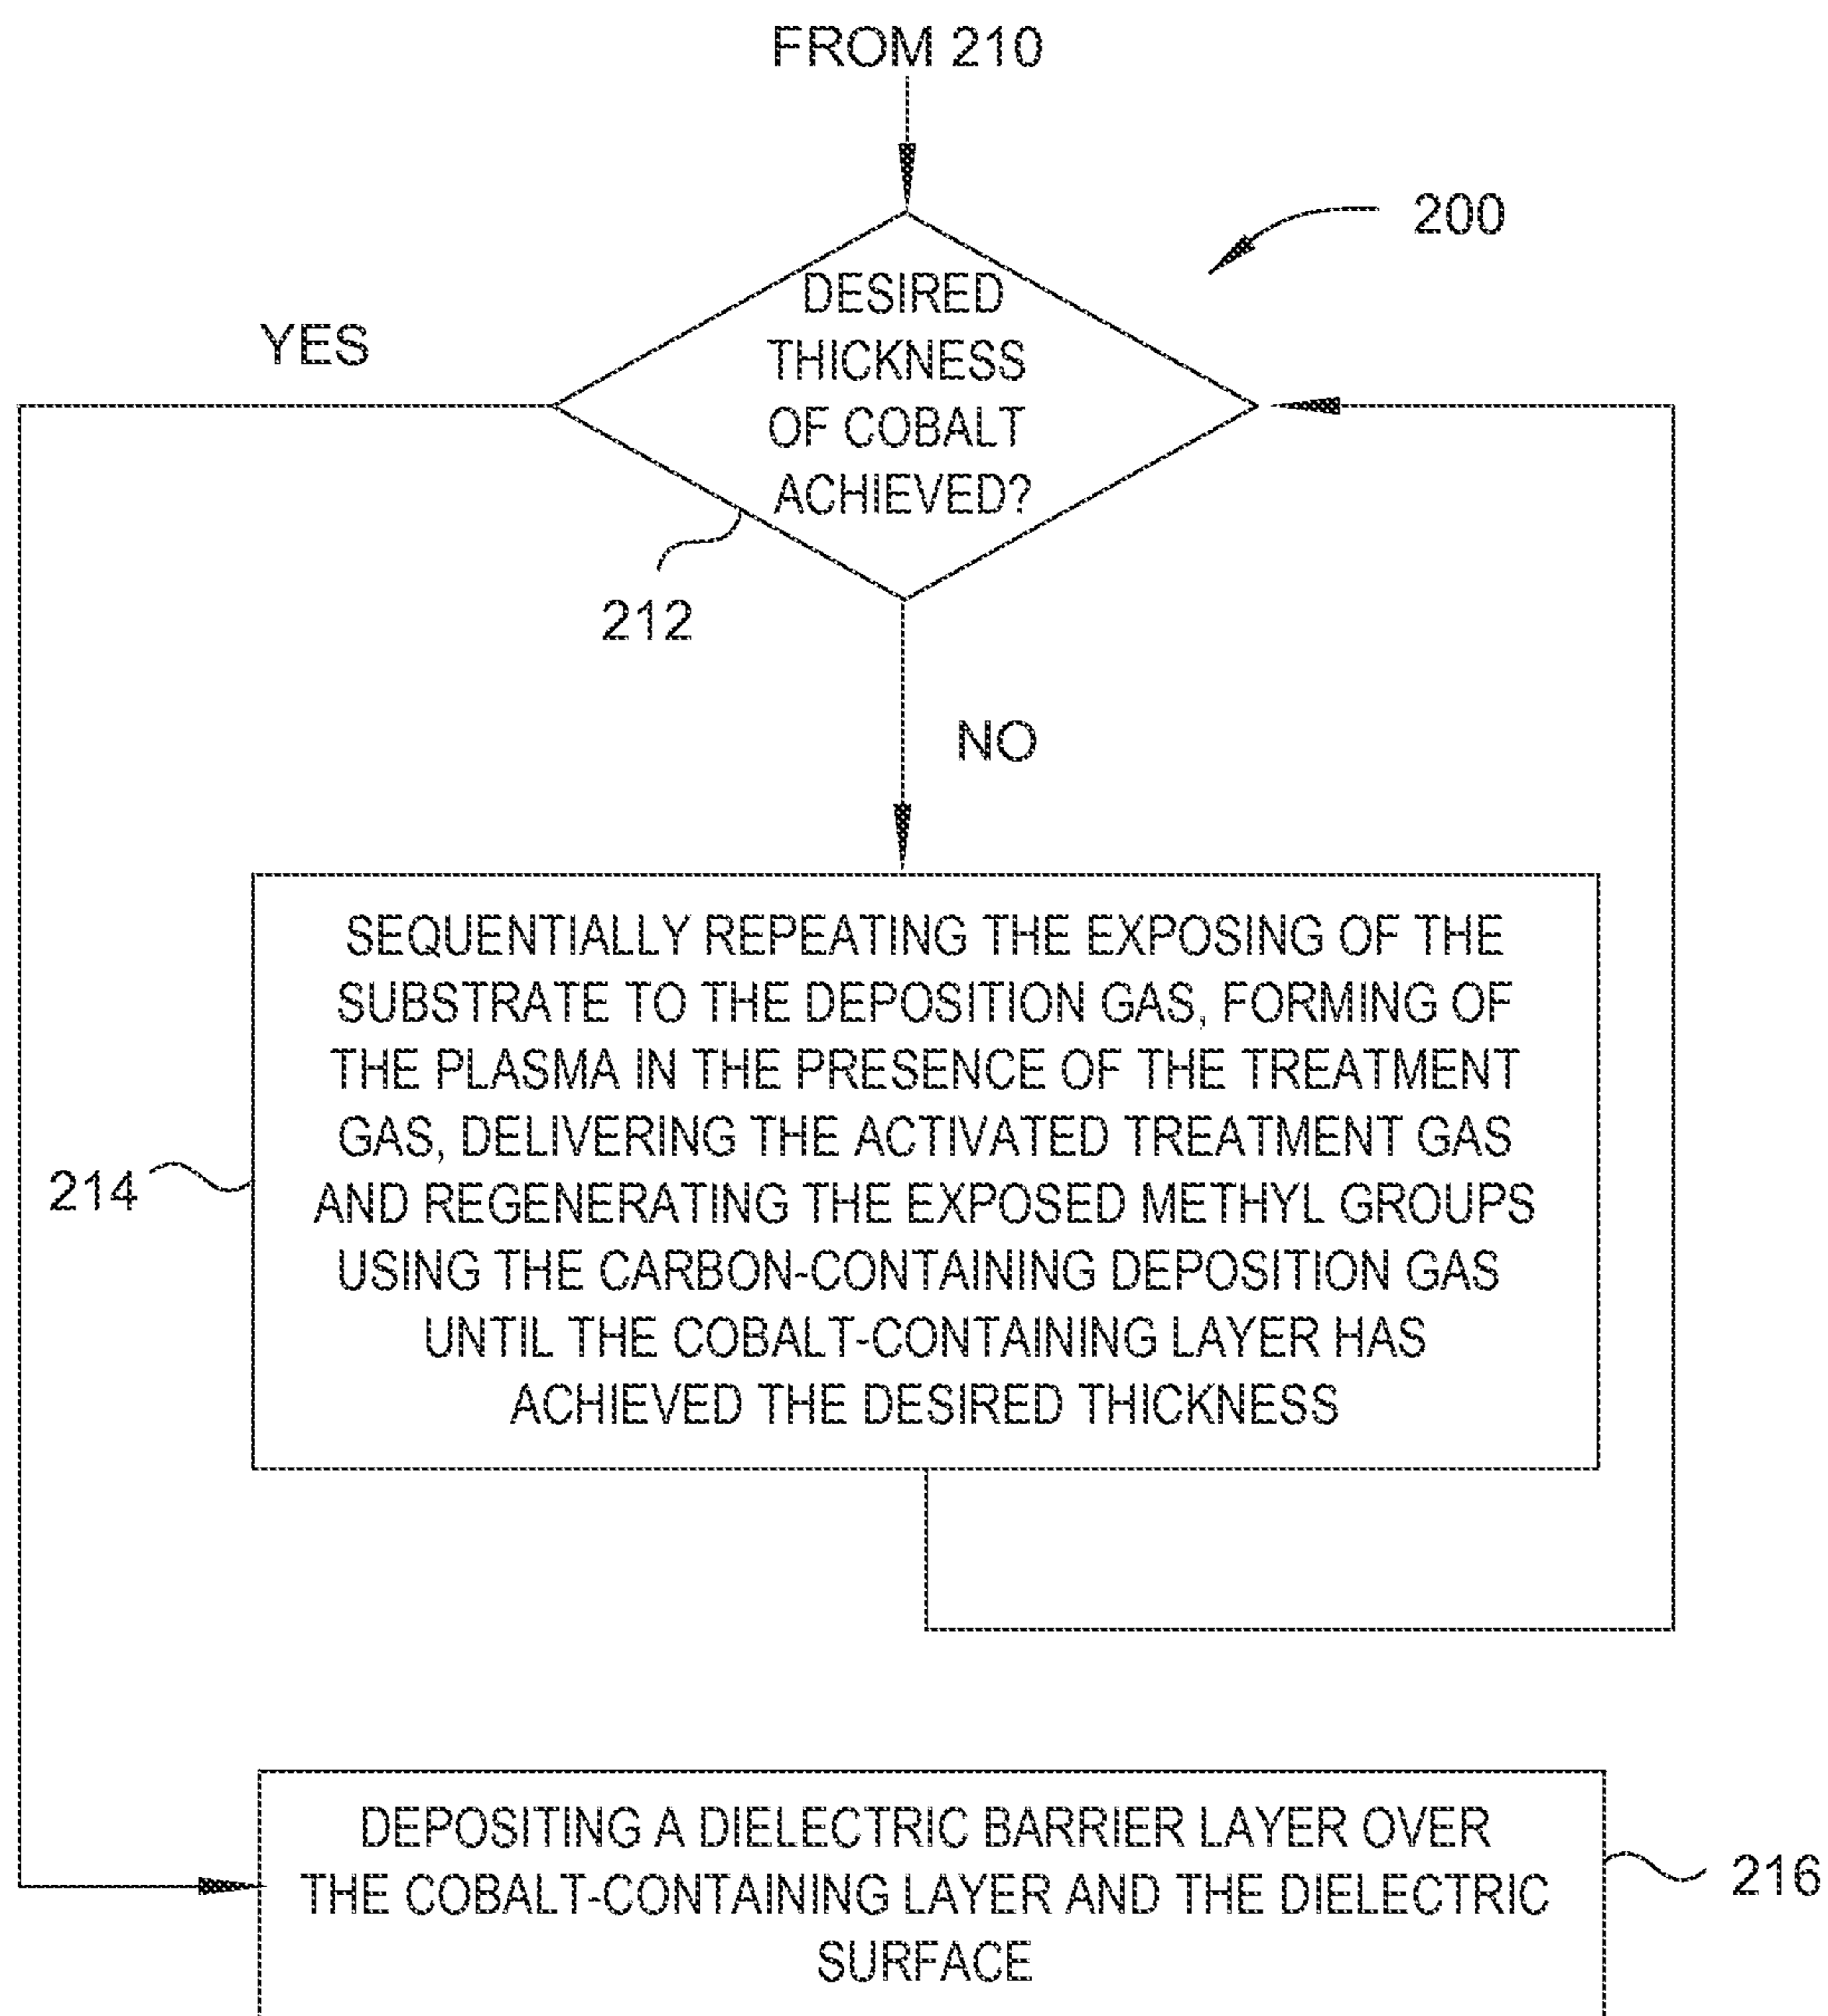 FROM 210
200
DESIRED
THICKNESS
OF COBALT
ACHIEVED?
YES
212
NO
SEQUENTIALLY REPEATING THE EXPOSING OF THE
SUBSTRATE TO THE DEPOSITION GAS, FORMING OF
THE PLASMA IN THE PRESENCE OF THE TREATMENT
GAS, DELIVERING THE ACTIVATED TREATMENT GAS
AND REGENERATING THE EXPOSED METHYL GROUPS
USING THE CARBON-CONTAINING DEPOSITION GAS
UNTIL THE COBALT-CONTAINING LAYER HAS
ACHIEVED THE DESIRED THICKNESS
214
DEPOSITING A DIELECTRIC BARRIER LAYER OVER
THE COBALT-CONTAINING LAYER AND THE DIELECTRIC
SURFACE
216